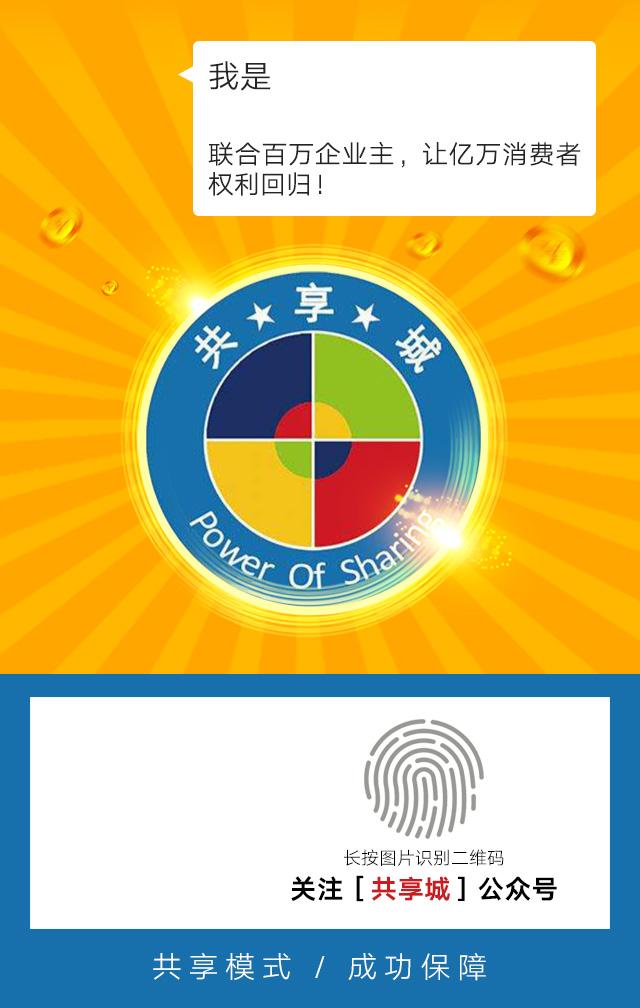 我是
联合百万企业主，让亿万消费者
权利回归！
共★享★城
Power Of Sharing
长按图片识别二维码
关注［共享城］公众号
共享模式 / 成功保障